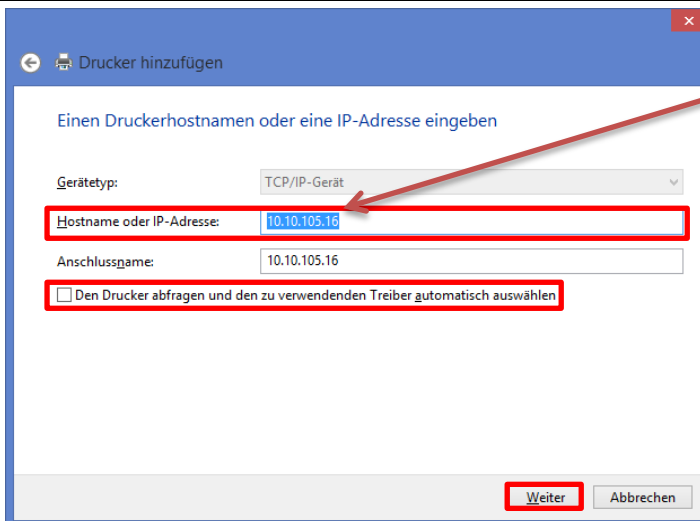 Drucker hinzufügen
Einen Druckerhostnamen oder eine IP-Adresse eingeben
Gerätetyp: TCP/IP-Gerät
Hostname oder IP-Adresse: 10.10.105.16
Anschlussname: 10.10.105.16
Den Drucker abfragen und den zu verwendenden Treiber automatisch auswählen
Weiter Abbrechen